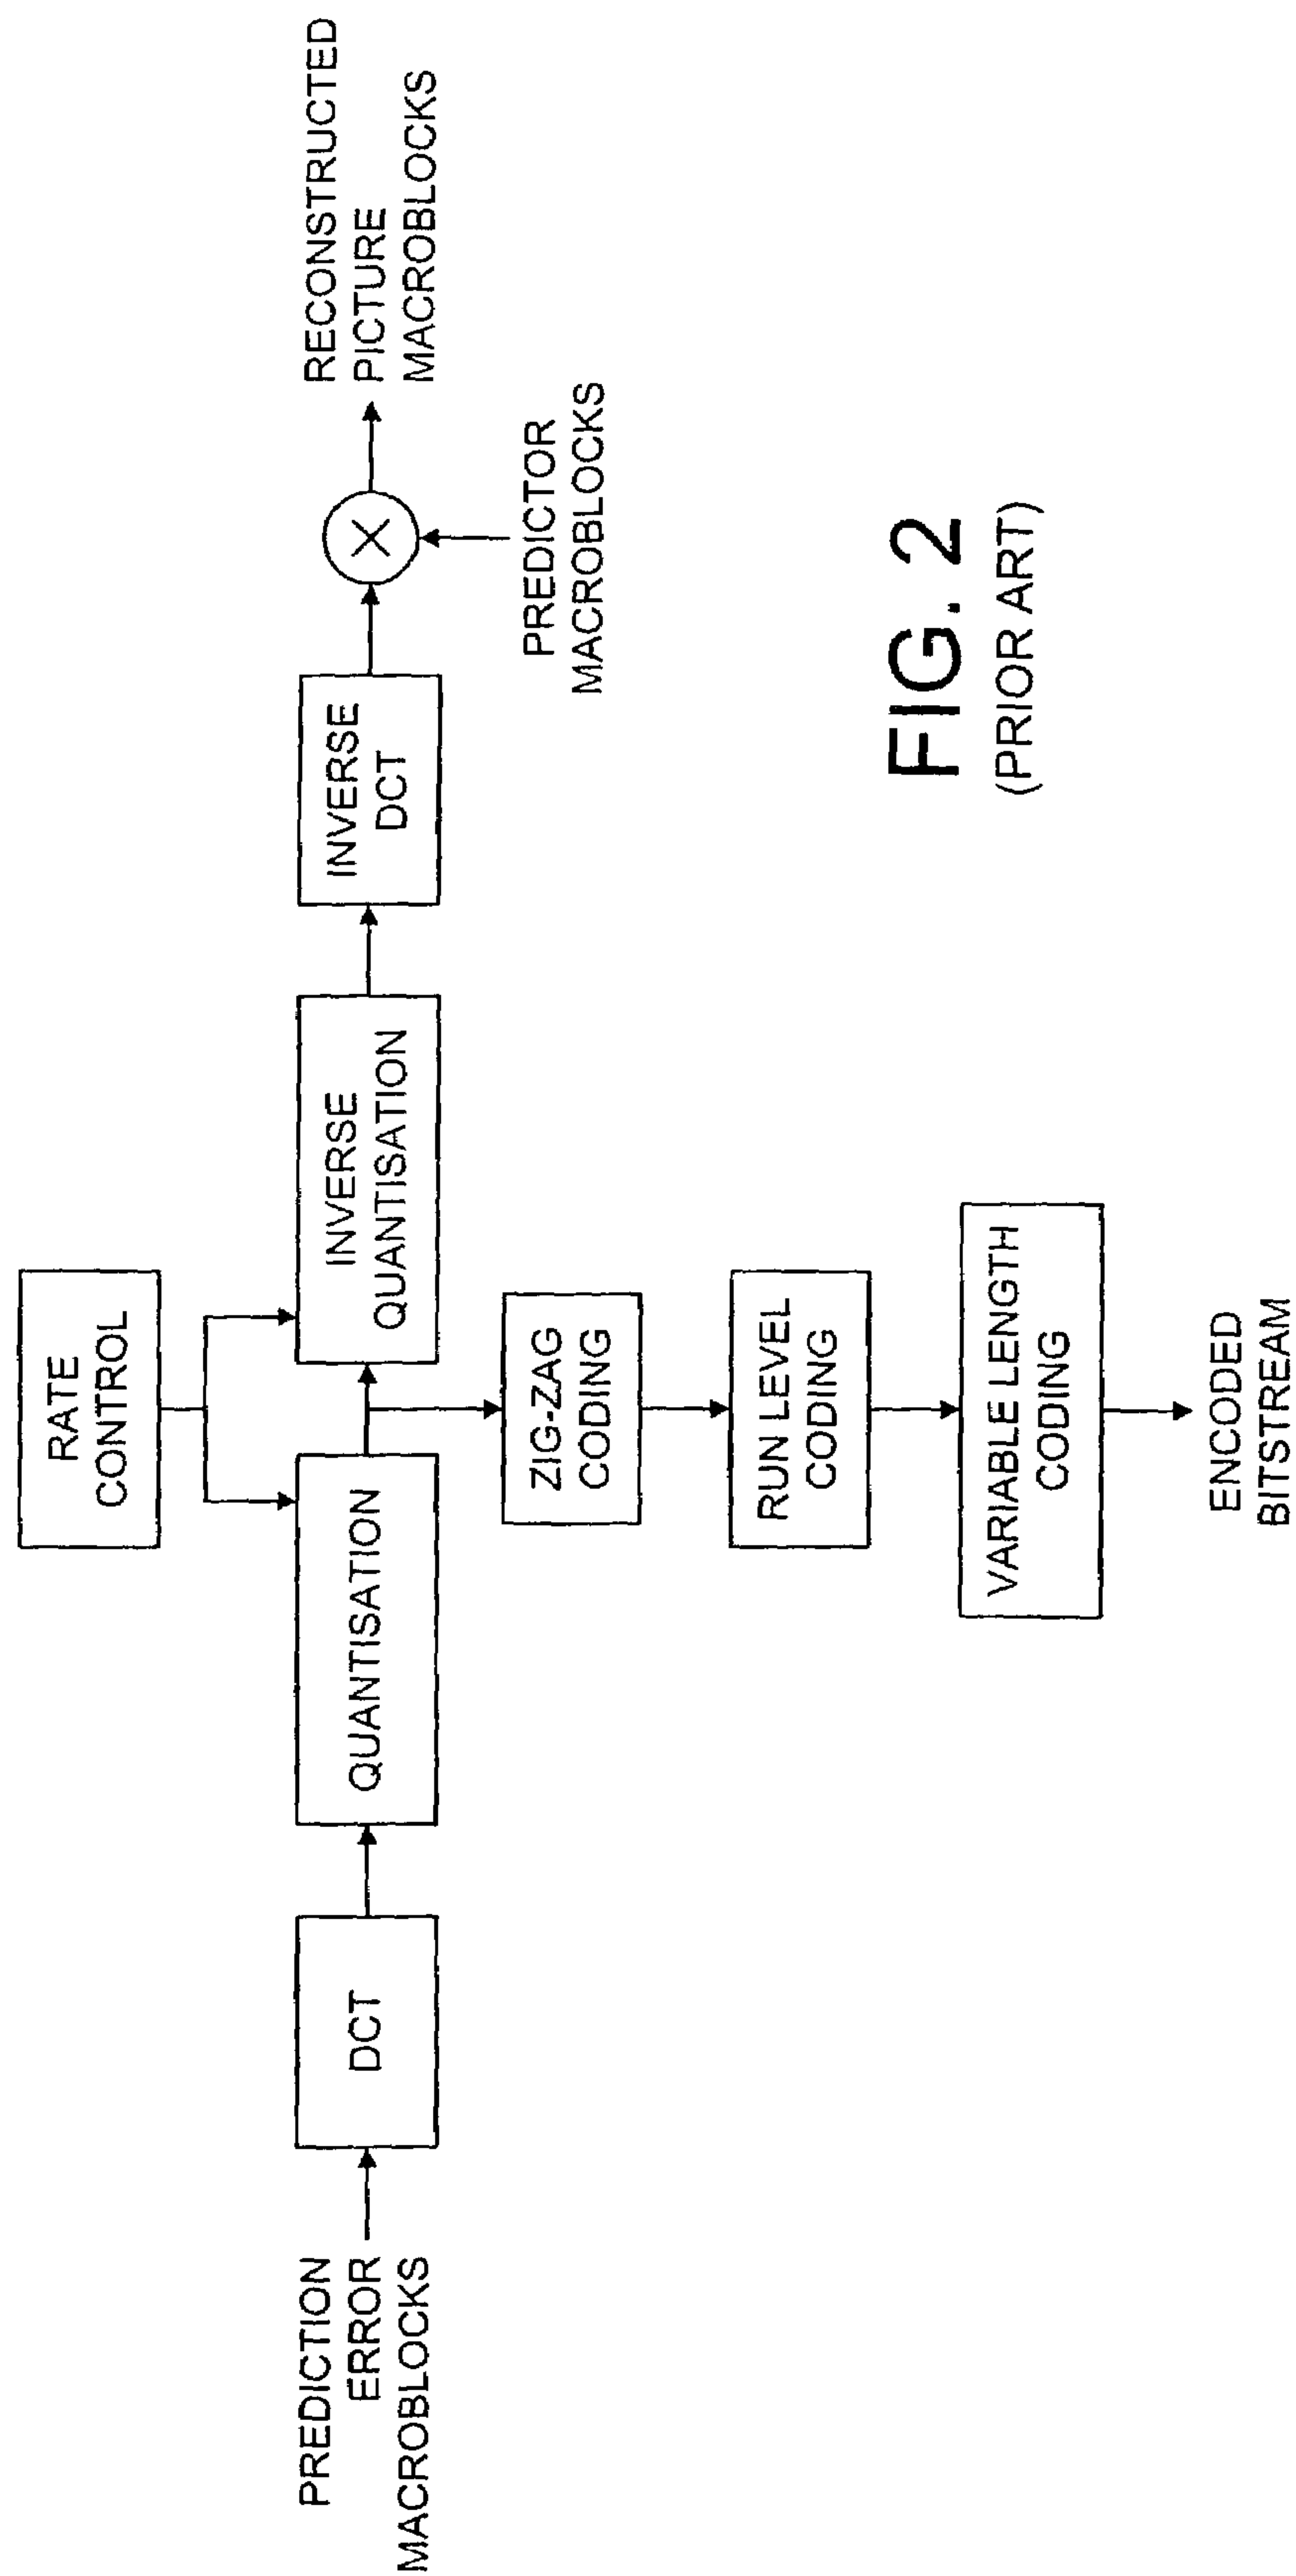 RATE
CONTROL
PREDICTION
ERROR
MACROBLOCKS
DCT
QUANTISATION
INVERSE
QUANTISATION
INVERSE
DCT
RECONSTRUCTED
PICTURE
MACROBLOCKS
PREDICTOR
MACROBLOCKS
ZIG-ZAG
CODING
RUN LEVEL
CODING
VARIABLE LENGTH
CODING
ENCODED
BITSTREAM
FIG. 2
(PRIOR ART)